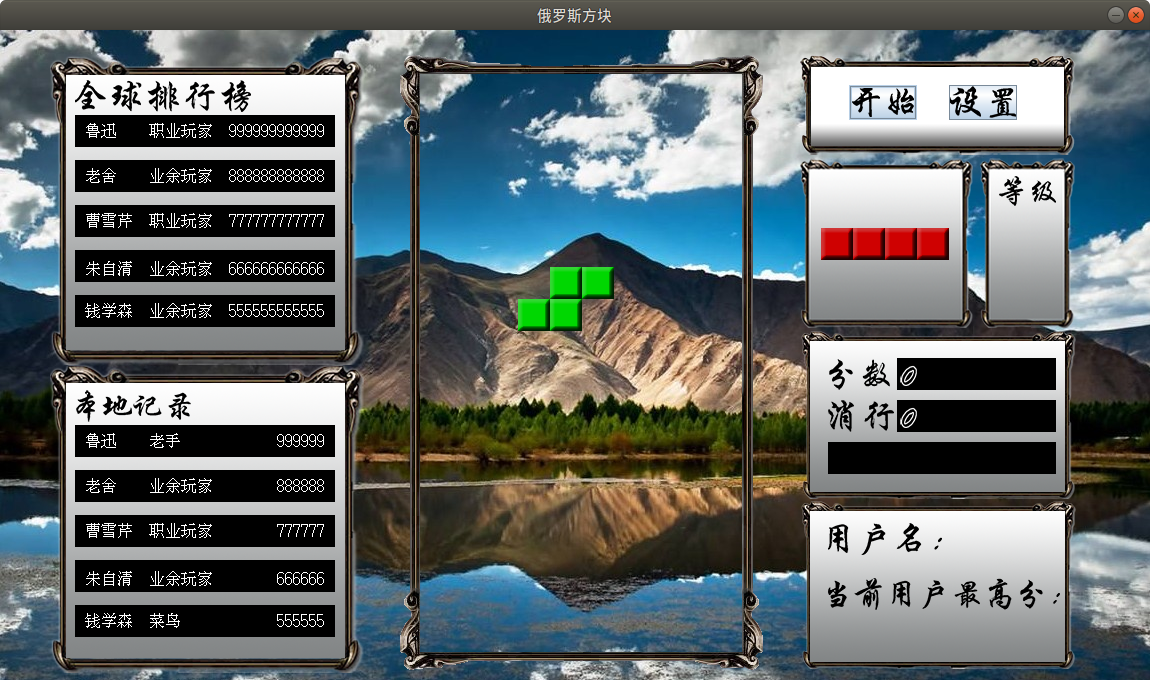 俄罗斯方块
全球排行榜
鲁迅 职业玩家 999999999999
老舍 业余玩家 888888888888
曹雪芹 职业玩家 777777777777
朱自清 业余玩家 666666666666
钱学森 业余玩家 555555555555
本地记录
鲁迅 老手 999999
老舍 业余玩家 888888
曹雪芹 职业玩家 777777
朱自清 业余玩家 666666
钱学森 菜鸟 555555
开始 设置
等级
分数 0
消行 0
用户名：
当前用户最高分：